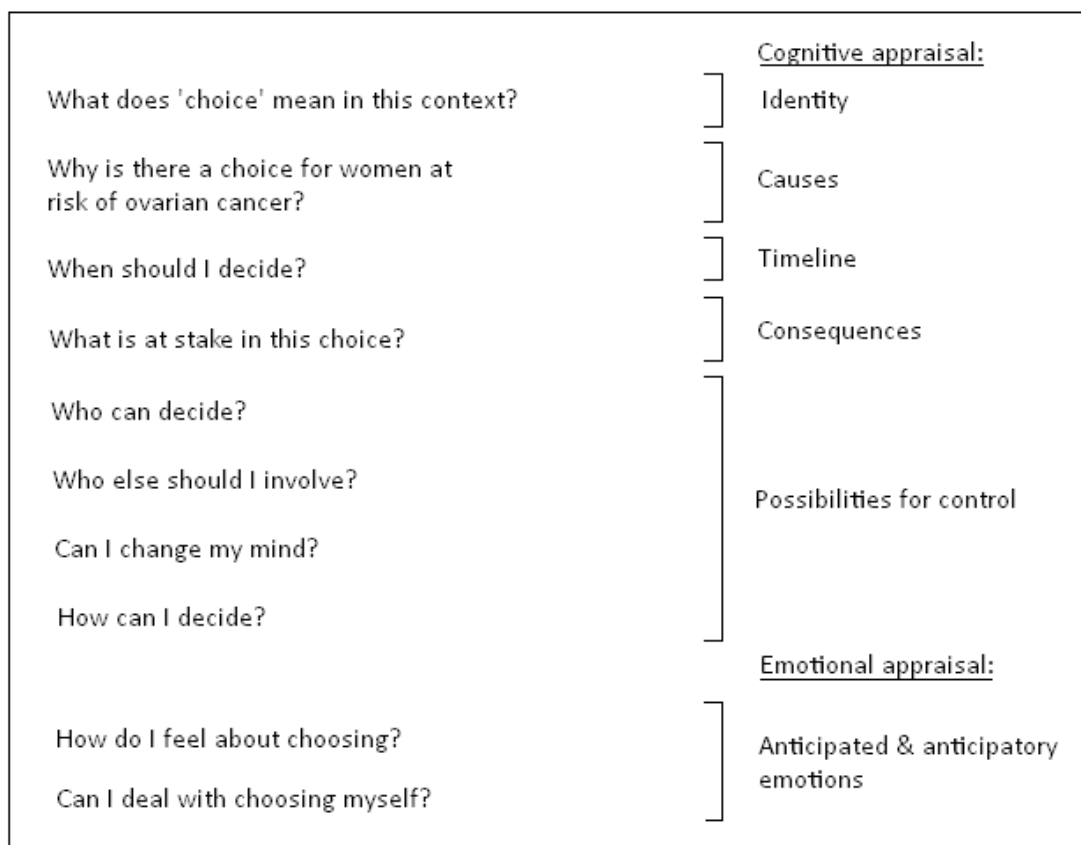 Cognitive appraisal:
What does 'choice' mean in this context?
Identity
Why is there a choice for women at
risk of ovarian cancer?
Causes
When should I decide?
Timeline
What is at stake in this choice?
Consequences
Who can decide?
Who else should I involve?
Can I change my mind?
How can I decide?
Possibilities for control
Emotional appraisal:
How do I feel about choosing?
Can I deal with choosing myself?
Anticipated & anticipatory
emotions